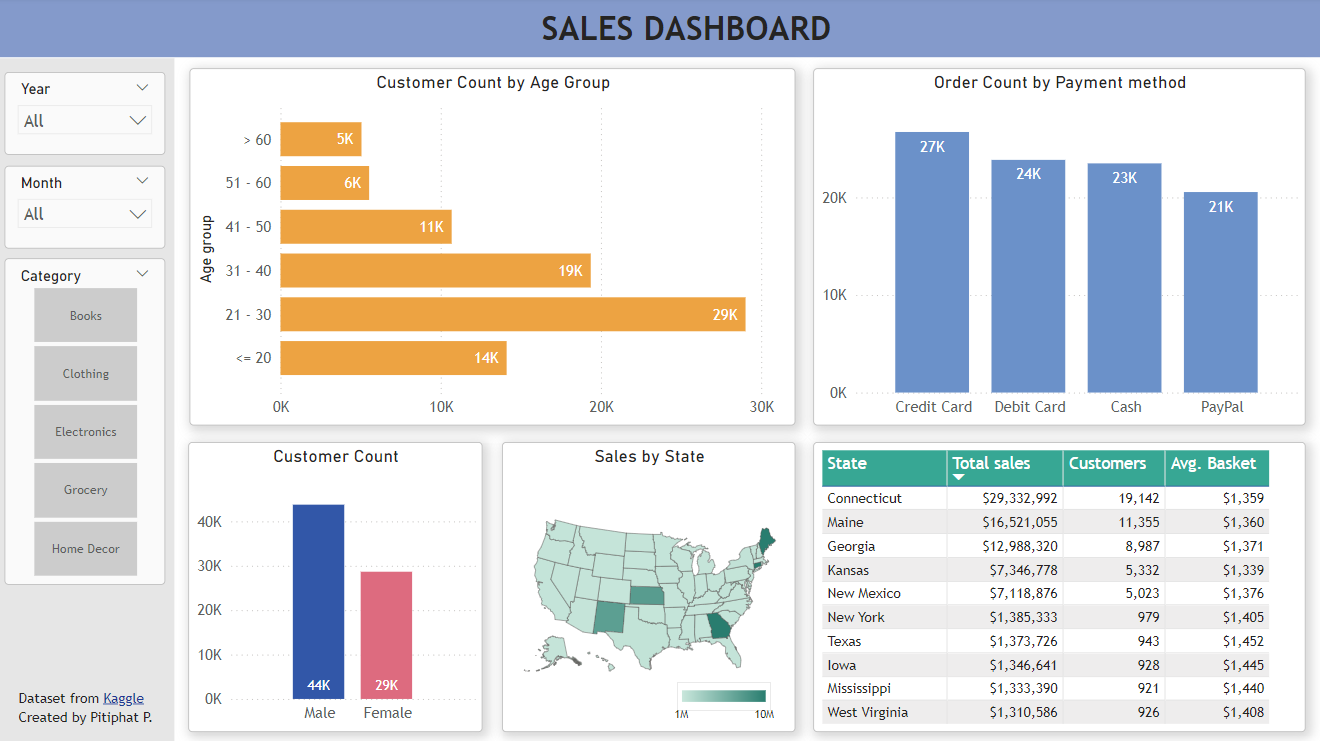 SALES DASHBOARD
Year
All
Month
All
Category
Books
Clothing
Electronics
Grocery
Home Decor
Dataset from Kaggle
Created by Pitiphat P.
Customer Count by Age Group
Age group
> 60
5K
51 - 60
6K
41 - 50
11K
31 - 40
19K
21 - 30
29K
<= 20
14K
0K 10K 20K 30K
Order Count by Payment method
20K
10K
0K
27K
24K
23K
21K
Credit Card Debit Card Cash PayPal
Customer Count
40K
30K
20K
10K
0K
44K 29K
Male Female
Sales by State
1M 10M
State Total sales Customers Avg. Basket
Connecticut $29,332,992 19,142 $1,359
Maine $16,521,055 11,355 $1,360
Georgia $12,988,320 8,987 $1,371
Kansas $7,346,778 5,332 $1,339
New Mexico $7,118,876 5,023 $1,376
New York $1,385,333 979 $1,405
Texas $1,373,726 943 $1,452
Iowa $1,346,641 928 $1,445
Mississippi $1,333,390 921 $1,440
West Virginia $1,310,586 926 $1,408